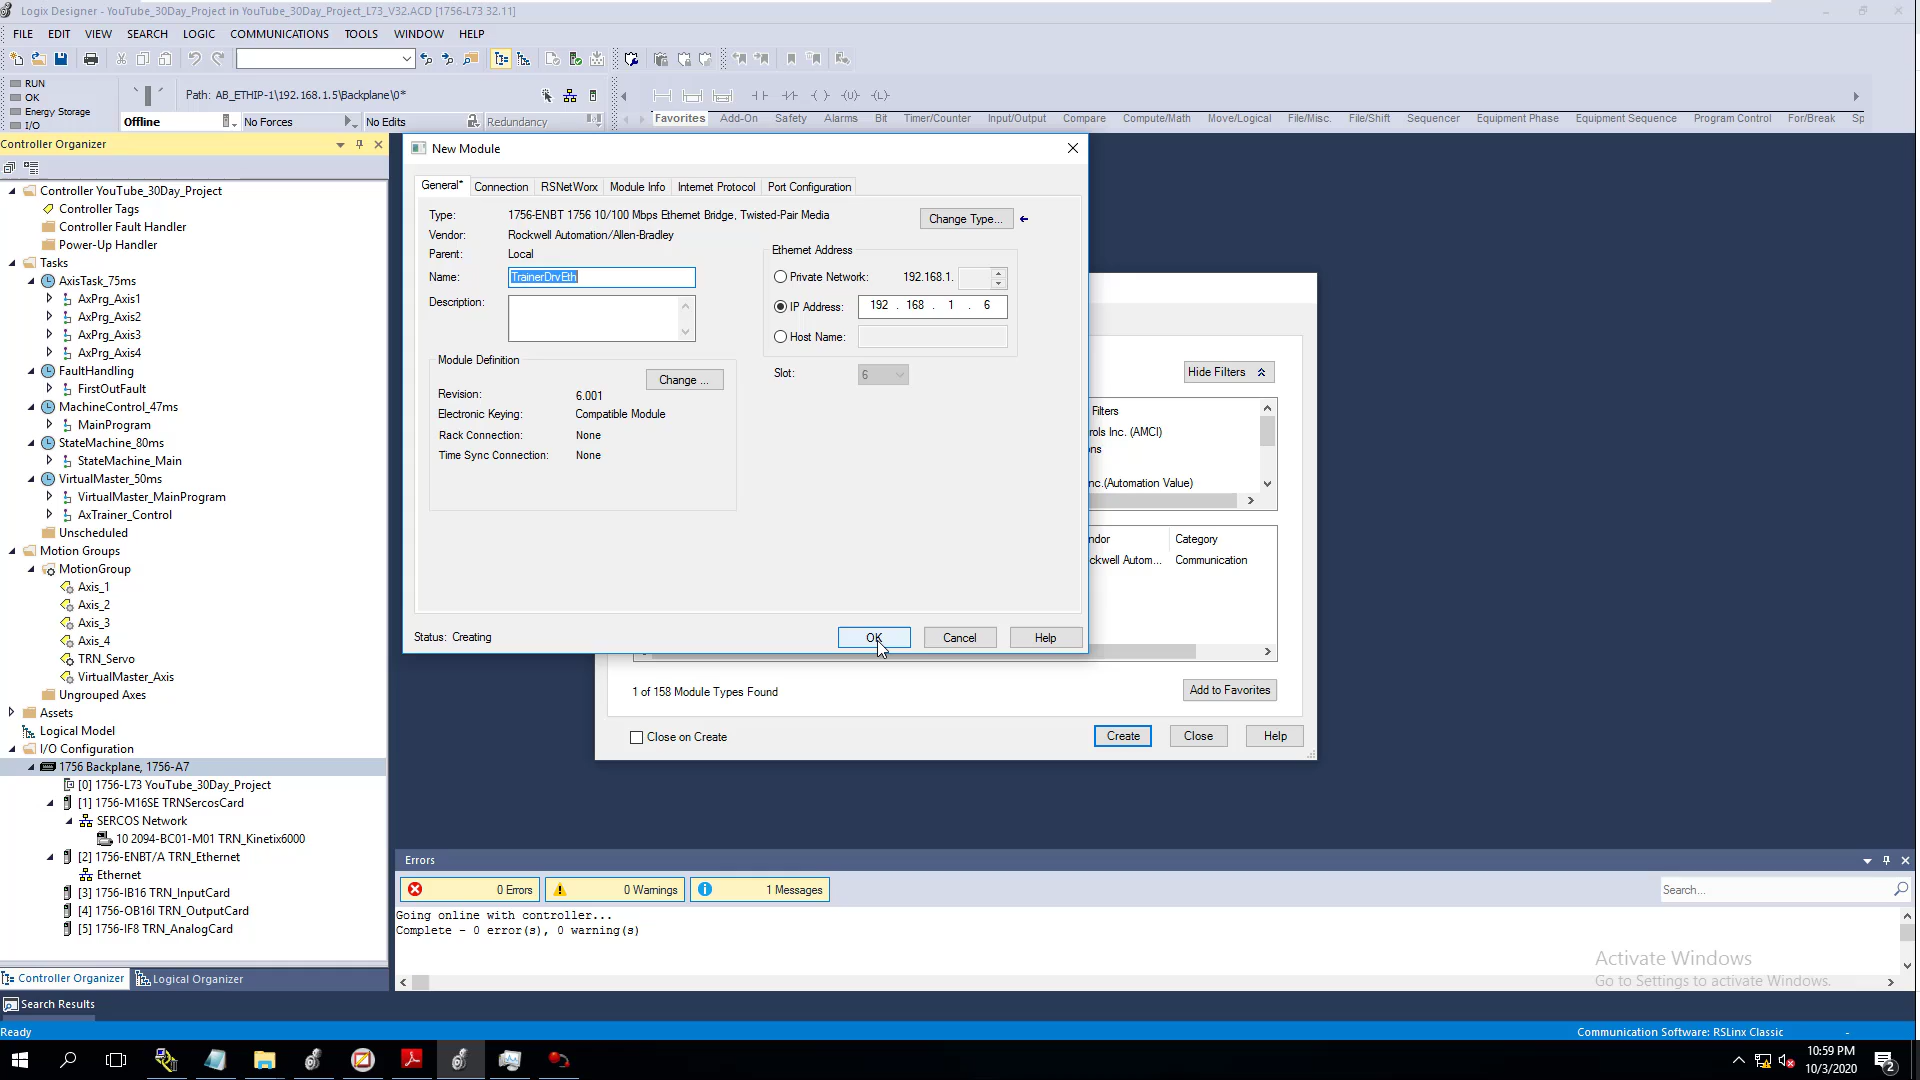 Logix Designer - YouTube_30Day_Project in YouTube_30Day_Project_L73_V32.ACD [1756-L73 32.11]
FILE EDIT VIEW SEARCH LOGIC COMMUNICATIONS TOOLS WINDOW HELP
RUN
OK
Energy Storage
I/O
Path: AB_ETHIP-1\192.168.1.5\Backplane\0*
Offline No Forces No Edits Redundancy
Favorites Add-On Safety Alarms Bit Timer/Counter Input/Output Compare Compute/Math Move/Logical File/Misc. File/Shift Sequencer Equipment Phase Equipment Sequence Program Control For/Break Sp
Controller Organizer
Controller YouTube_30Day_Project
Controller Tags
Controller Fault Handler
Power-Up Handler
Tasks
AxisTask_75ms
AxPrg_Axis1
AxPrg_Axis2
AxPrg_Axis3
AxPrg_Axis4
FaultHandling
FirstOutFault
MachineControl_47ms
MainProgram
StateMachine_80ms
StateMachine_Main
VirtualMaster_50ms
VirtualMaster_MainProgram
AxTrainer_Control
Unscheduled
Motion Groups
MotionGroup
Axis_1
Axis_2
Axis_3
Axis_4
TRN_Servo
VirtualMaster_Axis
Ungrouped Axes
Assets
Logical Model
I/O Configuration
1756 Backplane, 1756-A7
[0] 1756-L73 YouTube_30Day_Project
[1] 1756-M16SE TRNSercosCard
SERCOS Network
10 2094-BC01-M01 TRN_Kinetix6000
[2] 1756-ENBT/A TRN_Ethernet
Ethernet
[3] 1756-IB16 TRN_InputCard
[4] 1756-OB16I TRN_OutputCard
[5] 1756-IF8 TRN_AnalogCard
Controller Organizer Logical Organizer
Search Results
Ready
New Module
General* Connection RSNetWorx Module Info Internet Protocol Port Configuration
Type: 1756-ENBT 1756 10/100 Mbps Ethernet Bridge, Twisted-Pair Media
Change Type...
Vendor: Rockwell Automation/Allen-Bradley
Parent: Local
Name: TrainerDrvEth
Description:
Ethernet Address
Private Network: 192.168.1.
IP Address: 192 . 168 . 1 . 6
Host Name:
Slot: 6
Module Definition
Change ...
Revision: 6.001
Electronic Keying: Compatible Module
Rack Connection: None
Time Sync Connection: None
Status: Creating
OK Cancel Help
Hide Filters
Filters
rols Inc. (AMCI)
ons
nc.(Automation Value)
ndor Category
ckwell Autom... Communication
1 of 158 Module Types Found
Add to Favorites
Close on Create
Create Close Help
Errors
0 Errors 0 Warnings 1 Messages
Search...
Going online with controller...
Complete - 0 error(s), 0 warning(s)
Activate Windows
Go to Settings to activate Windows.
Communication Software: RSLinx Classic
10:59 PM
10/3/2020
2